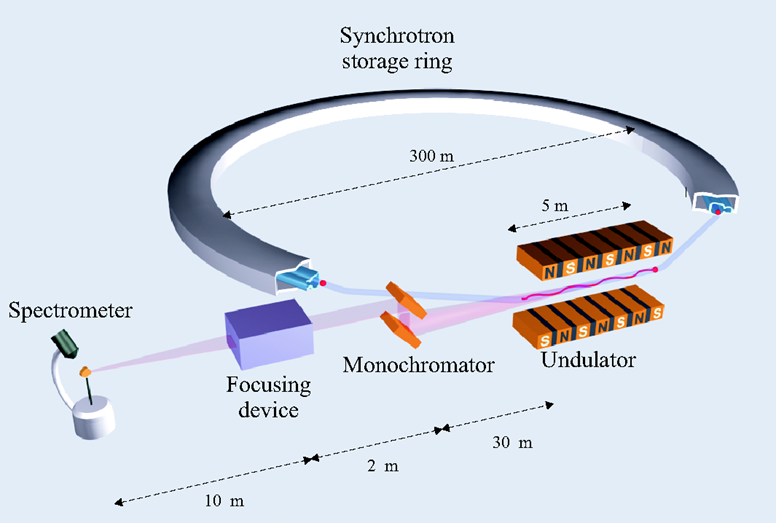 Synchrotron
storage ring
300 m
5 m
N S N S N S N
S N S N S N S
Spectrometer
Focusing
device
Monochromator
Undulator
10 m
2 m
30 m